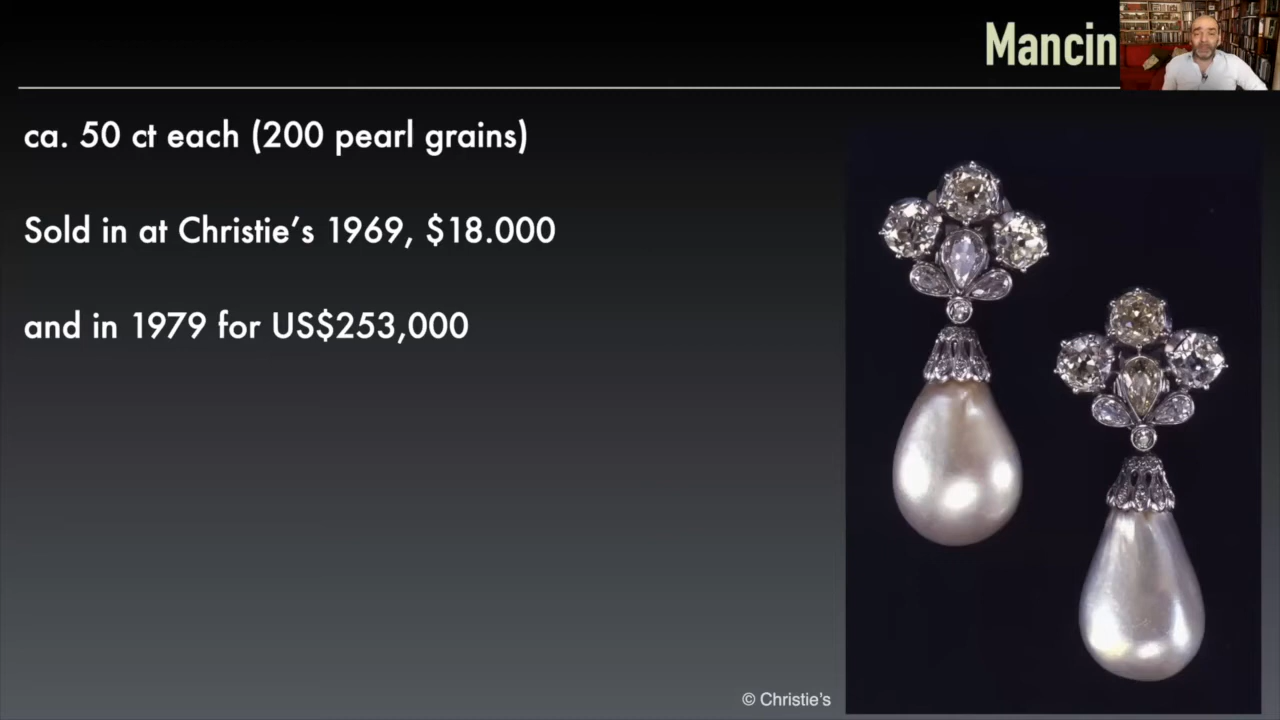 Mancin
ca. 50 ct each (200 pearl grains)
Sold in at Christie’s 1969, $18.000
and in 1979 for US$253,000
© Christie’s